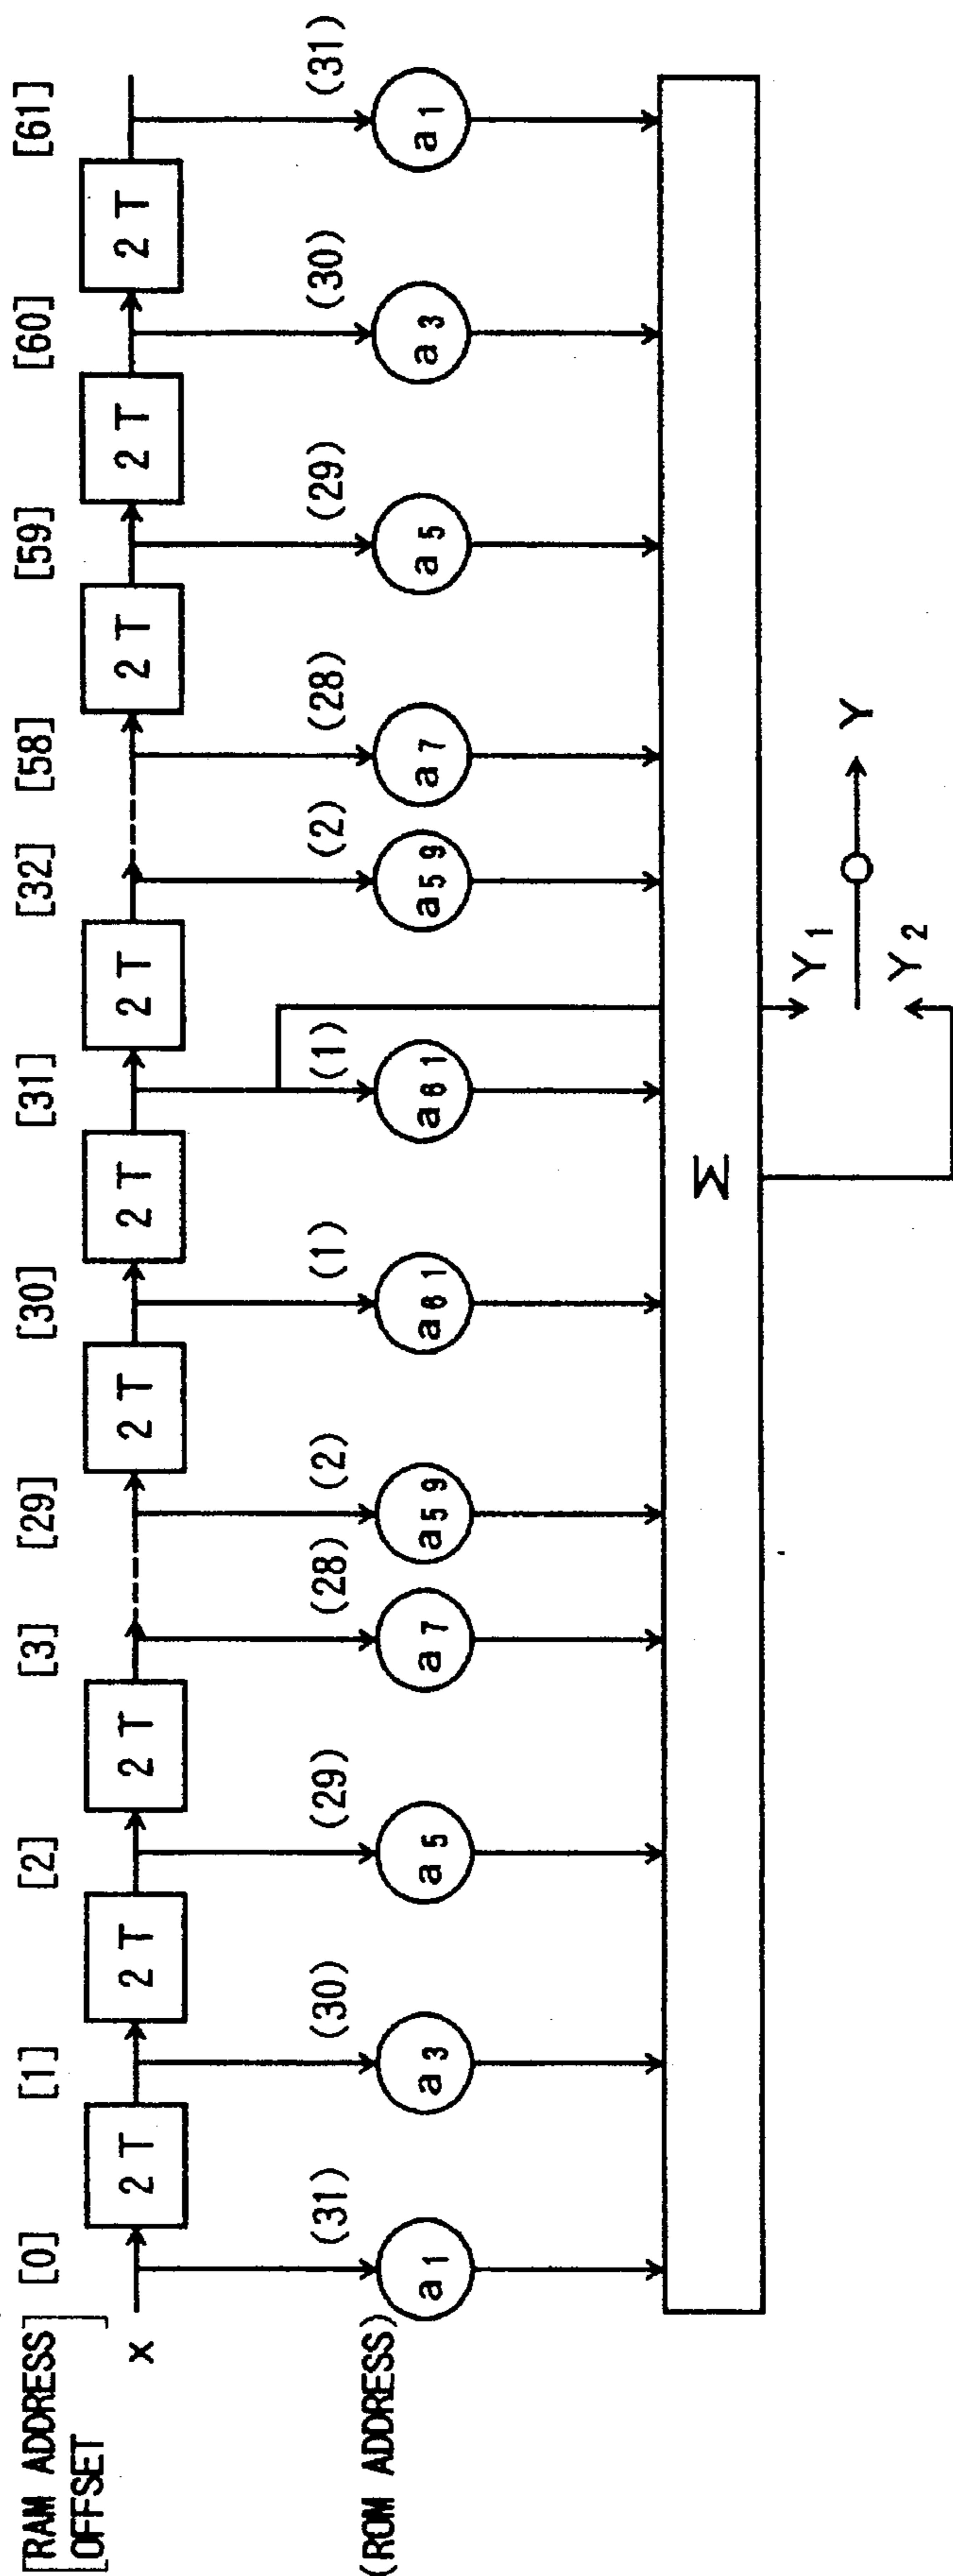 [RAM ADDRESS]
[OFFSET]
[0] [1] [2] [3] [29] [30] [31] [32] [58] [59] [60] [61]
X 2T 2T 2T 2T 2T 2T 2T 2T 2T
(ROM ADDRESS)
(31) (30) (29) (28) (2) (1) (1) (2) (28) (29) (30) (31)
a1 a3 a5 a7 a59 a61 a61 a59 a7 a5 a3 a1
Σ
Y1
Y2
Y